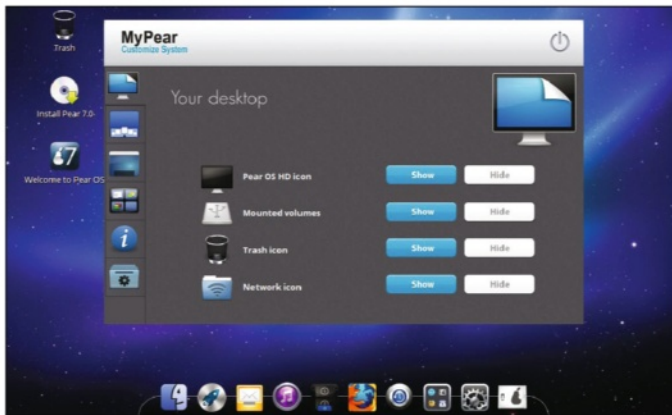 Trash
Install Pear 7.0
Welcome to Pear OS
MyPear
Customize System
Your desktop
Pear OS HD icon
Show
Hide
Mounted volumes
Show
Hide
Trash icon
Show
Hide
Network icon
Show
Hide